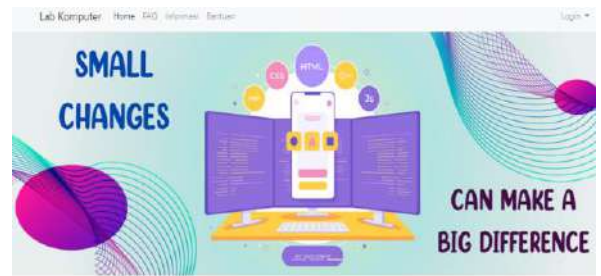 Lab Komputer Home FAQ Informasi Bantuan Login
SMALL
CHANGES
HTML
CSS
Js
CAN MAKE A
BIG DIFFERENCE